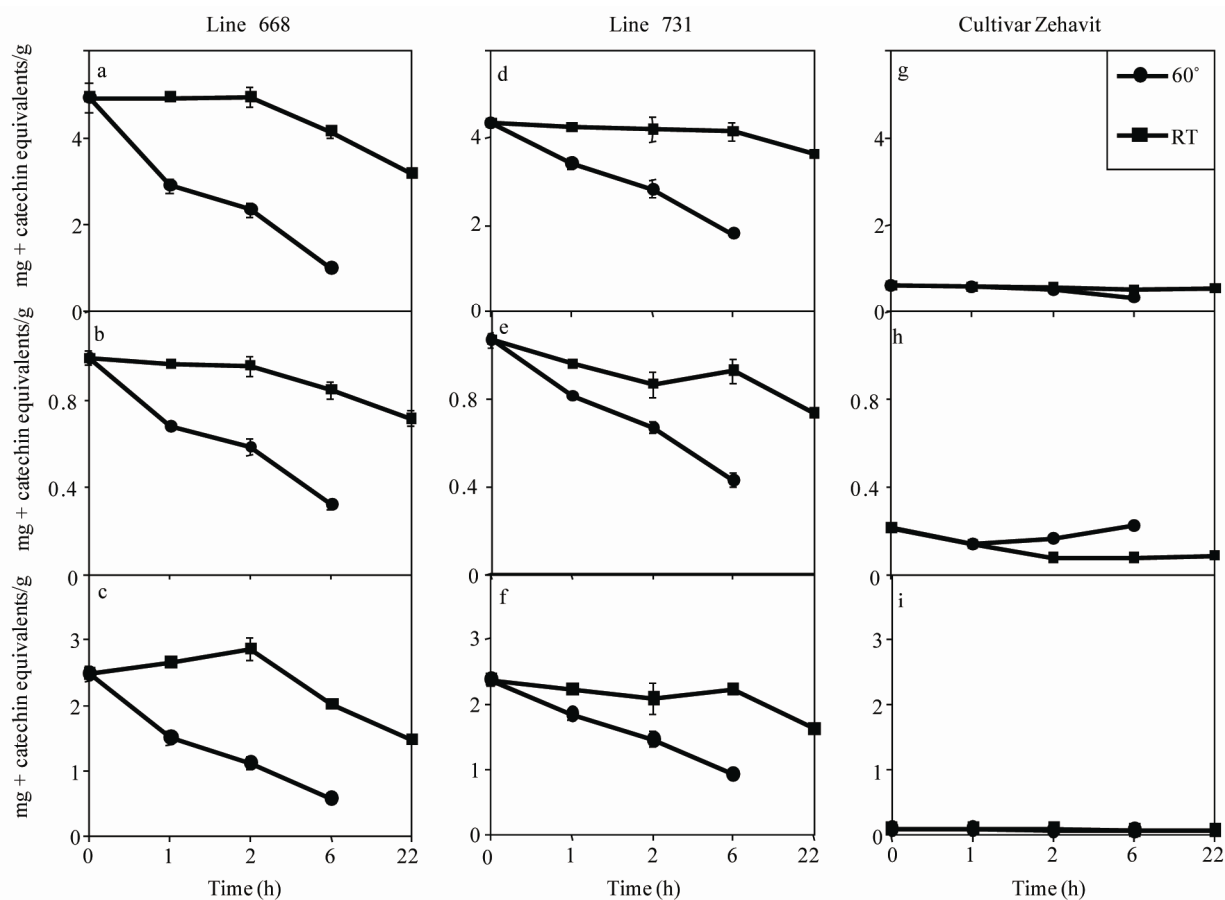 Line 668
Line 731
Cultivar Zehavit
mg + catechin equivalents/g
a
4
2
0
d
4
2
0
g
4
2
0
60°
RT
mg + catechin equivalents/g
b
0.8
0.4
0
e
0.8
0.4
0
h
0.8
0.4
0
mg + catechin equivalents/g
c
3
2
1
0
f
3
2
1
0
i
3
2
1
0
0 1 2 6 22
0 1 2 6 22
0 1 2 6 22
Time (h)
Time (h)
Time (h)